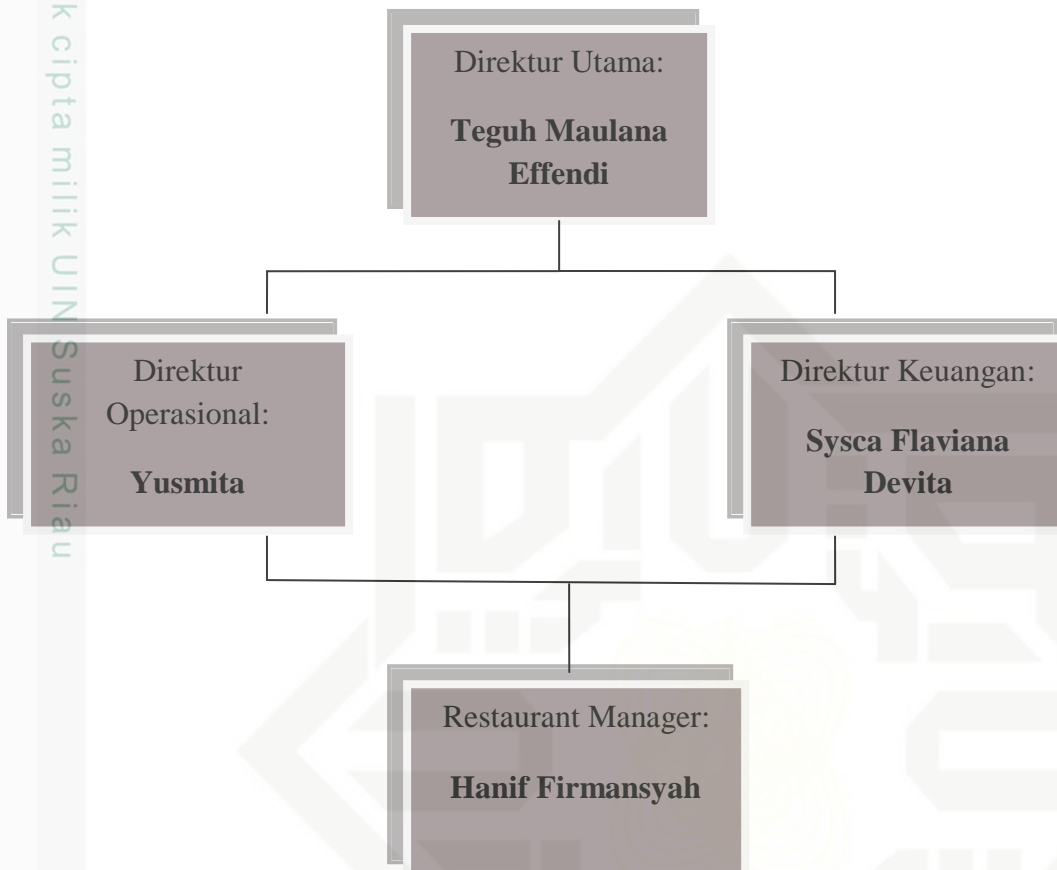 k cipta milik UIN Suska Riau
Direktur Utama:
Teguh Maulana
Effendi
Direktur
Operasional:
Yusmita
Direktur Keuangan:
Sysca Flaviana
Devita
Restaurant Manager:
Hanif Firmansyah